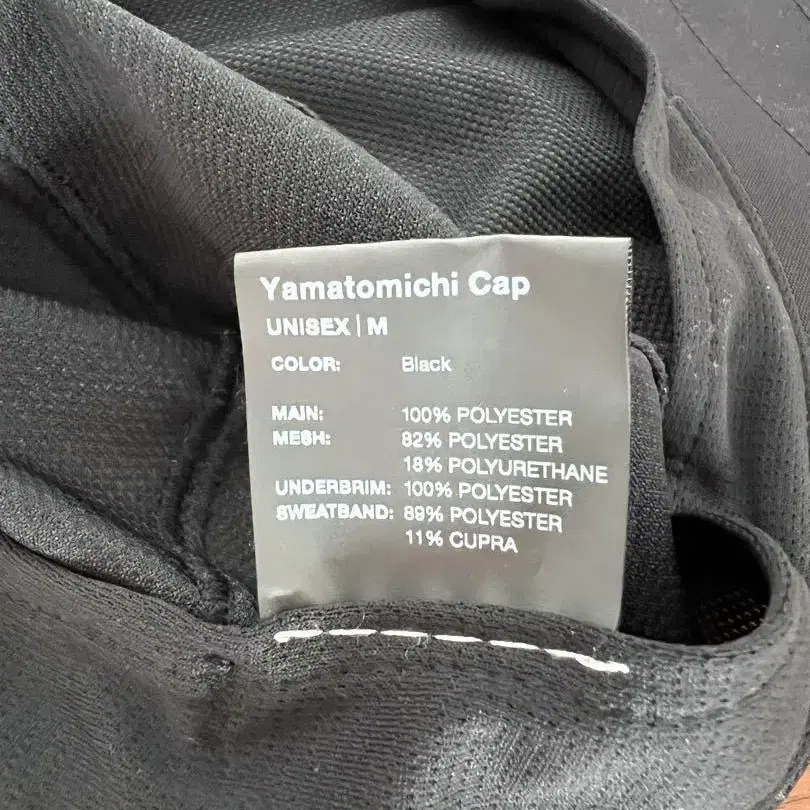 Yamatomichi Cap
UNISEX | M
COLOR: Black
MAIN: 100% POLYESTER
MESH: 82% POLYESTER
18% POLYURETHANE
UNDERBRIM: 100% POLYESTER
SWEATBAND: 89% POLYESTER
11% CUPRA